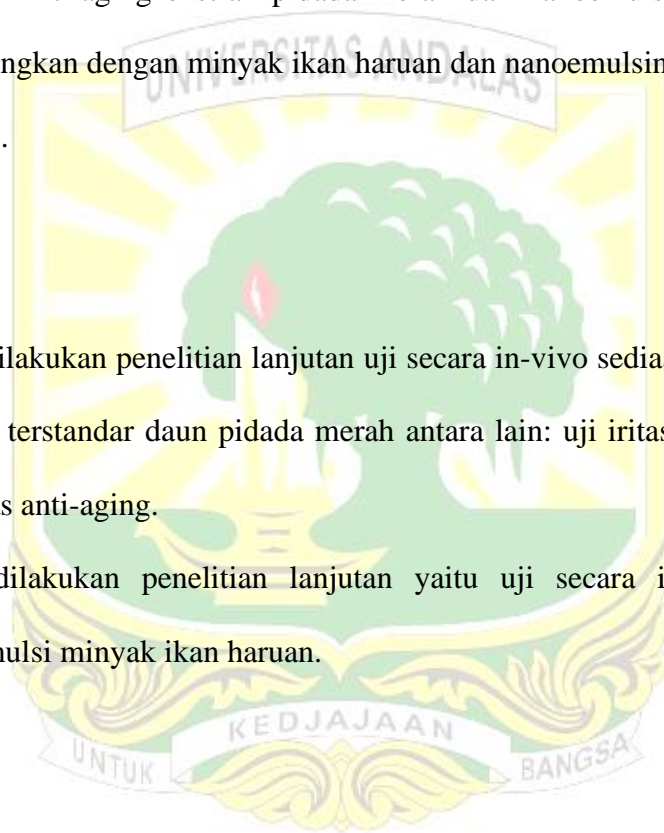 UNIVERSITAS ANDALAS
ngkan dengan minyak ikan haruan dan nanoemulsin
.
ilakukan penelitian lanjutan uji secara in-vivo sedia
terstandar daun pidada merah antara lain: uji iritas
s anti-aging.
dilakukan penelitian lanjutan yaitu uji secara i
ulsi minyak ikan haruan.
UNTUK KEDJAJAAN BANGSA